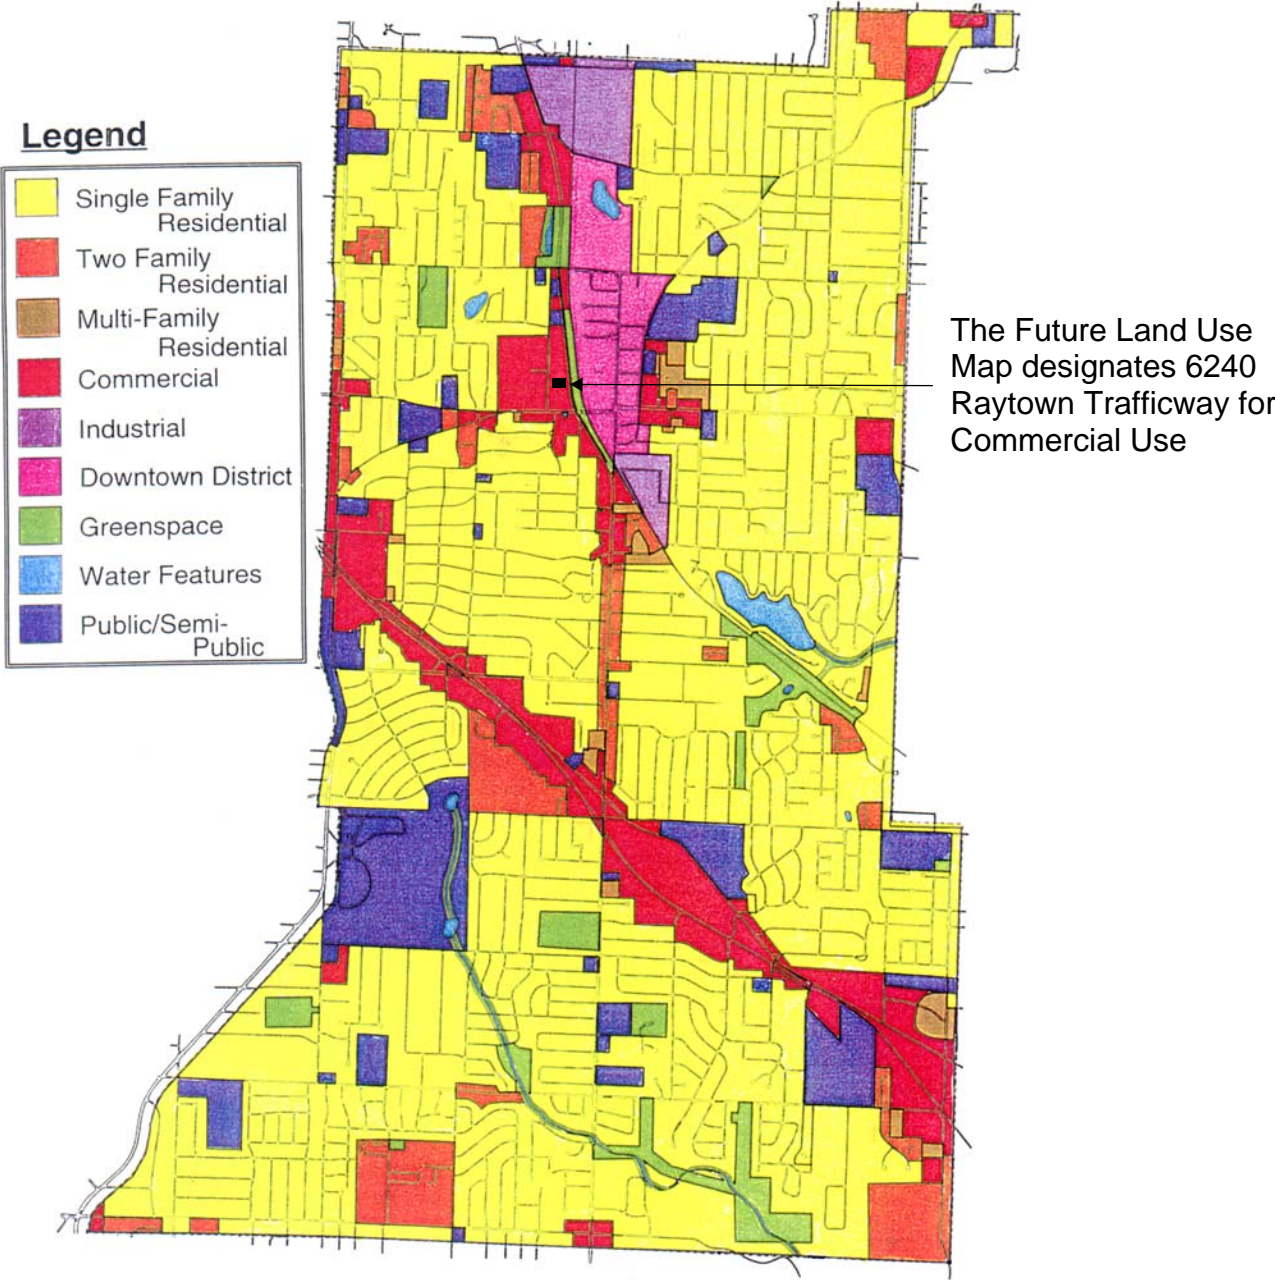 Legend
Single Family
Residential
Two Family
Residential
Multi-Family
Residential
Commercial
Industrial
Downtown District
Greenspace
Water Features
Public/Semi-
Public
The Future Land Use
Map designates 6240
Raytown Trafficway for
Commercial Use